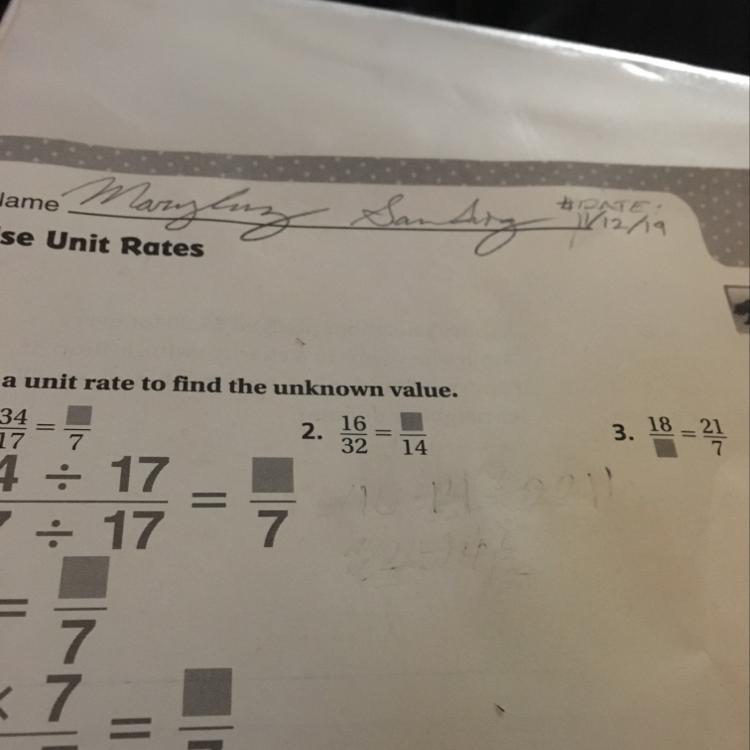 lame Maryluz #DATE:
11/12/19
se Unit Rates
a unit rate to find the unknown value.
34/17 = ■/7
2. 16/32 = ■/14
3. 18/■ = 21/7
4 ÷ 17 / 7 ÷ 17 = ■/7
= ■/7
× 7 = ■